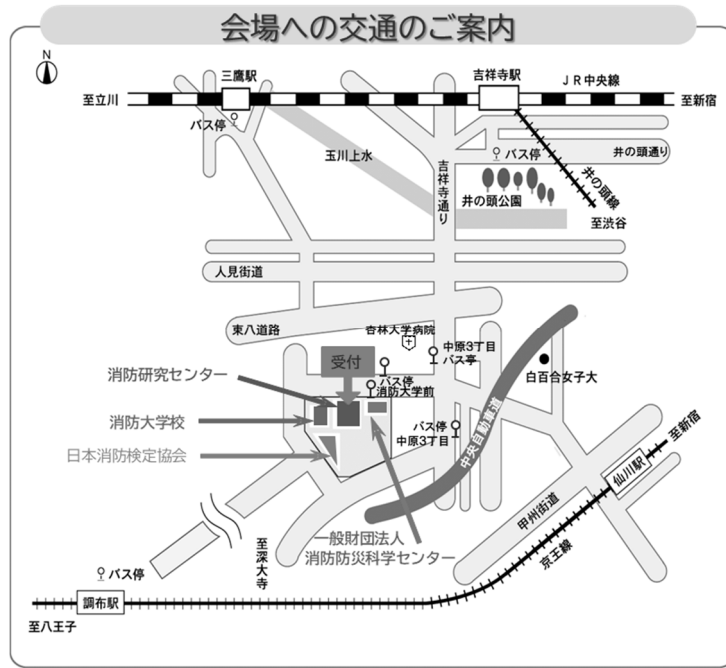 会場への交通のご案内
N
三鷹駅
吉祥寺駅
JR中央線
至立川
至新宿
バス停
玉川上水
吉祥寺通り
バス停
井の頭通り
井の頭公園
井の頭線
至渋谷
人見街道
東八道路
杏林大学病院
中原3丁目
バス亭
受付
消防研究センター
バス停
消防大学前
白百合女子大
消防大学校
バス停
中原3丁目
中央自動車道
至新宿
日本消防検定協会
仙川駅
甲州街道
一般財団法人
消防防災科学センター
京王線
至深大寺
バス停
調布駅
至八王子